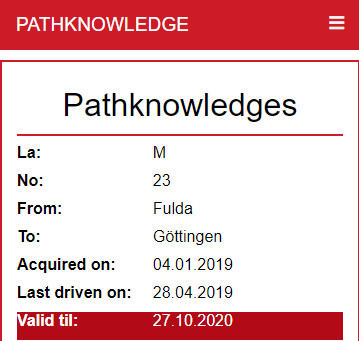 PATHKNOWLEDGE
Pathknowledges
La: M
No: 23
From: Fulda
To: Göttingen
Acquired on: 04.01.2019
Last driven on: 28.04.2019
Valid til: 27.10.2020